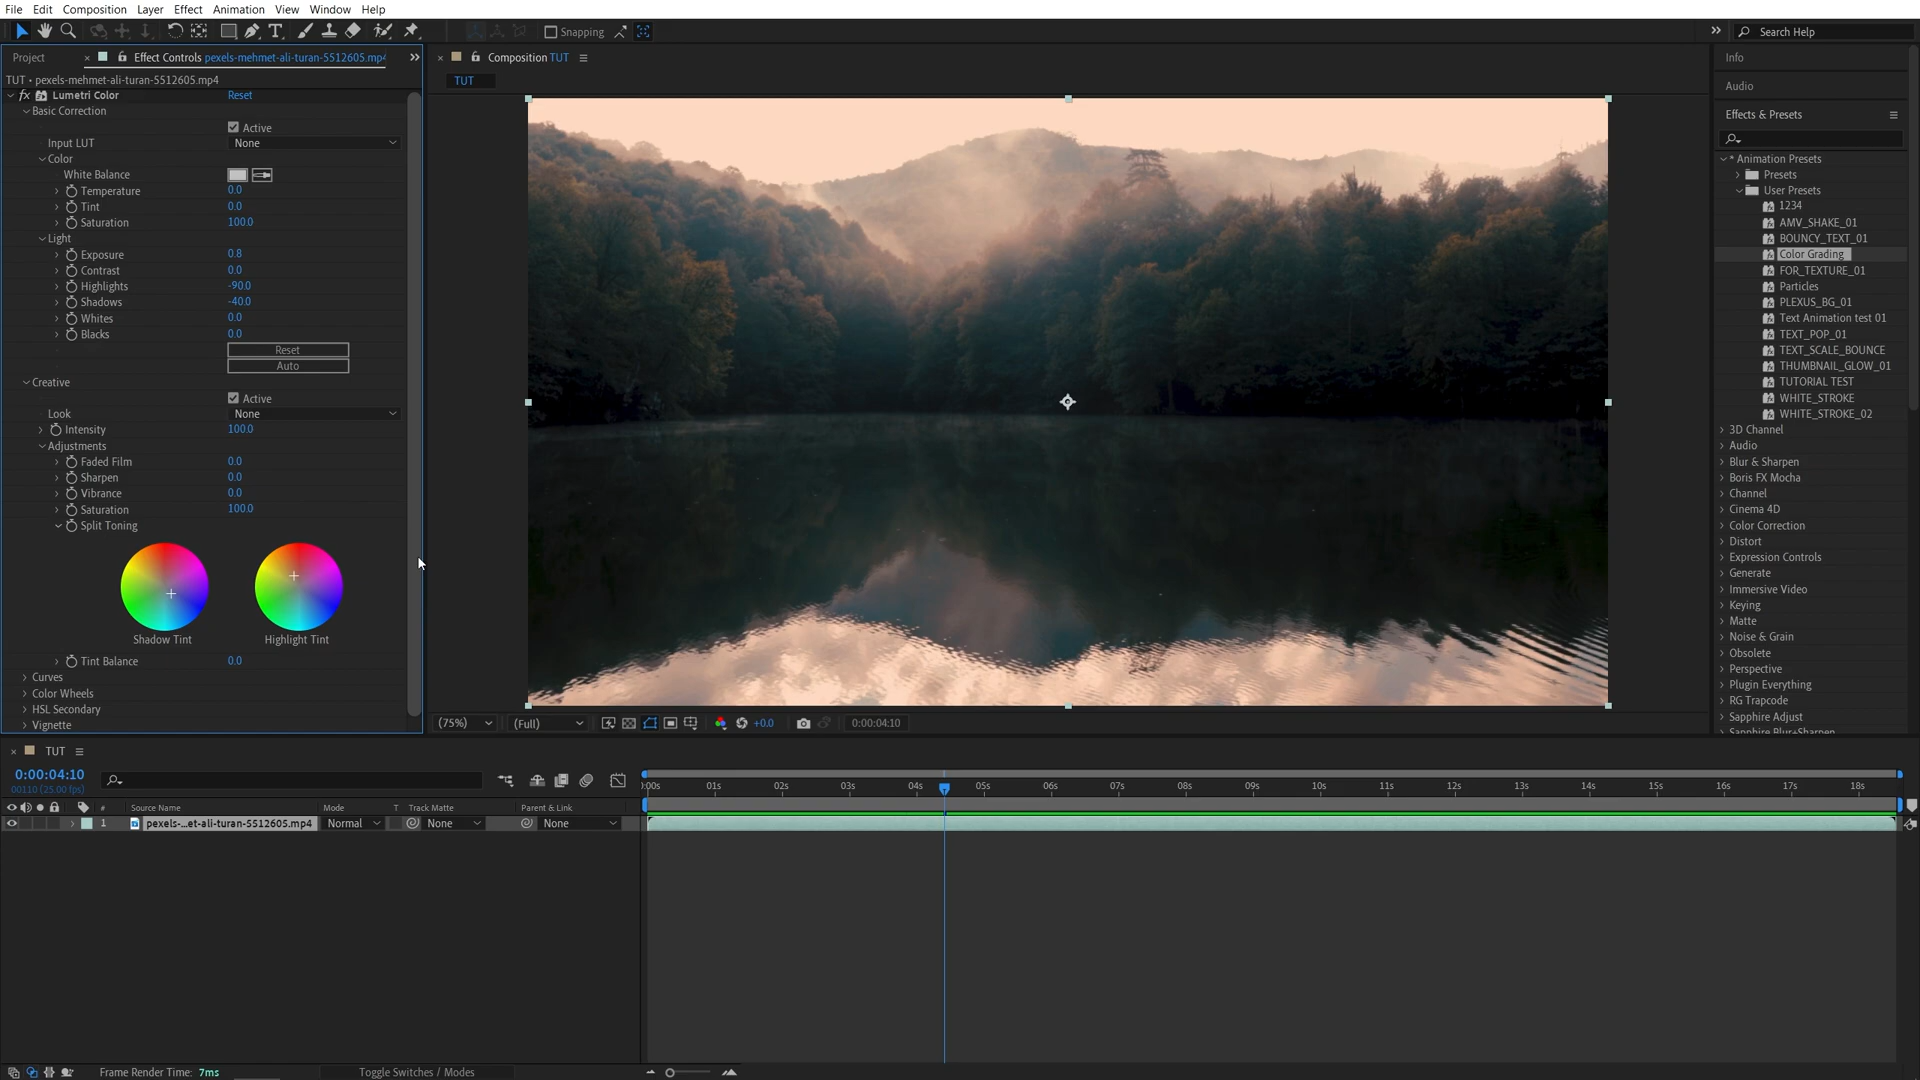 File Edit Composition Layer Effect Animation View Window Help
Snapping
Search Help
Project
Effect Controls pexels-mehmet-ali-turan-5512605.mp4
TUT • pexels-mehmet-ali-turan-5512605.mp4
fx Lumetri Color Reset
Basic Correction
Active
Input LUT None
Color
White Balance
Temperature 0.0
Tint 0.0
Saturation 100.0
Light
Exposure 0.8
Contrast 0.0
Highlights -90.0
Shadows -40.0
Whites 0.0
Blacks 0.0
Reset
Auto
Creative
Active
Look None
Intensity 100.0
Adjustments
Faded Film 0.0
Sharpen 0.0
Vibrance 0.0
Saturation 100.0
Split Toning
Shadow Tint Highlight Tint
Tint Balance 0.0
Curves
Color Wheels
HSL Secondary
Vignette
Composition TUT
TUT
(75%) (Full) +0.0 0:00:04:10
Info
Audio
Effects & Presets
* Animation Presets
Presets
User Presets
1234
AMV_SHAKE_01
BOUNCY_TEXT_01
Color Grading
FOR_TEXTURE_01
Particles
PLEXUS_BG_01
Text Animation test 01
TEXT_POP_01
TEXT_SCALE_BOUNCE
THUMBNAIL_GLOW_01
TUTORIAL TEST
WHITE_STROKE
WHITE_STROKE_02
3D Channel
Audio
Blur & Sharpen
Boris FX Mocha
Channel
Cinema 4D
Color Correction
Distort
Expression Controls
Generate
Immersive Video
Keying
Matte
Noise & Grain
Obsolete
Perspective
Plugin Everything
RG Trapcode
Sapphire Adjust
Sapphire Blur+Sharpen
TUT
0:00:04:10
00110 (25.00 fps)
:00s 01s 02s 03s 04s 05s 06s 07s 08s 09s 10s 11s 12s 13s 14s 15s 16s 17s 18s
# Source Name Mode T Track Matte Parent & Link
1 pexels-...et-ali-turan-5512605.mp4 Normal None None
Frame Render Time: 7ms Toggle Switches / Modes